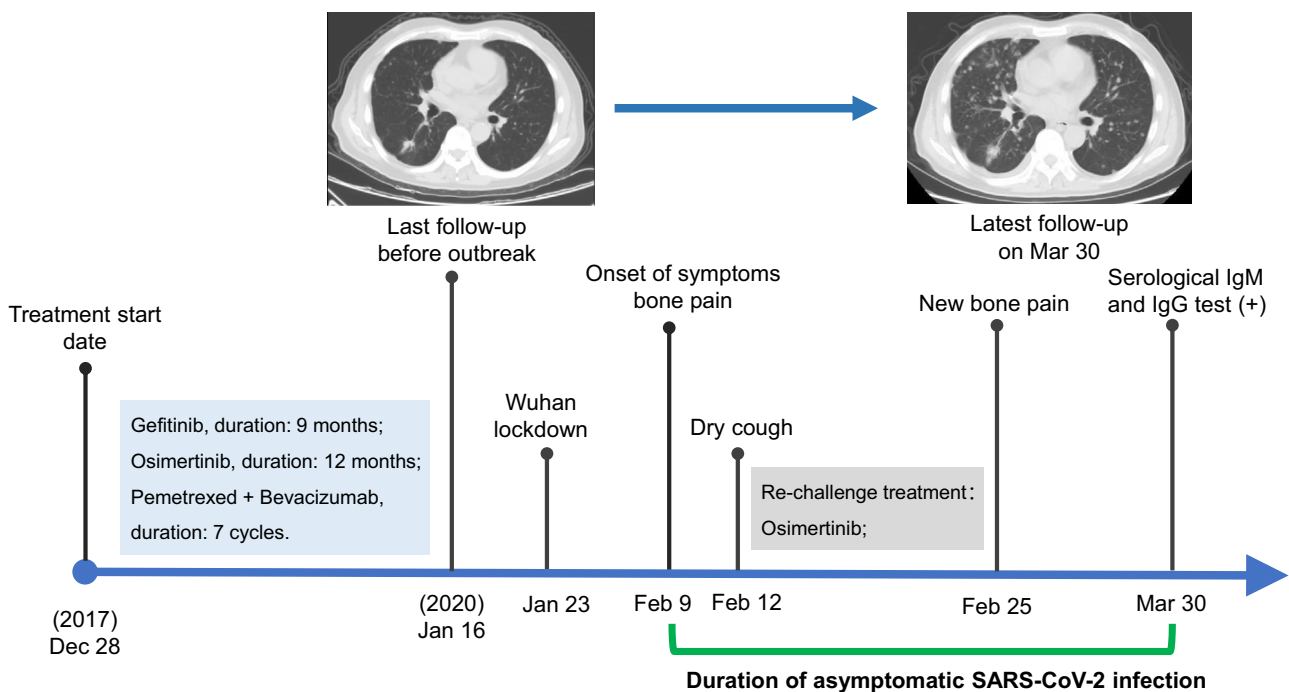 Last follow-up
before outbreak
Latest follow-up
on Mar 30
Treatment start
date
Onset of symptoms
bone pain
New bone pain
Serological IgM
and IgG test (+)
Wuhan
lockdown
Dry cough
Gefitinib, duration: 9 months;
Osimertinib, duration: 12 months;
Pemetrexed + Bevacizumab,
duration: 7 cycles.
Re-challenge treatment：
Osimertinib;
(2017)
Dec 28
(2020)
Jan 16
Jan 23
Feb 9
Feb 12
Feb 25
Mar 30
Duration of asymptomatic SARS-CoV-2 infection